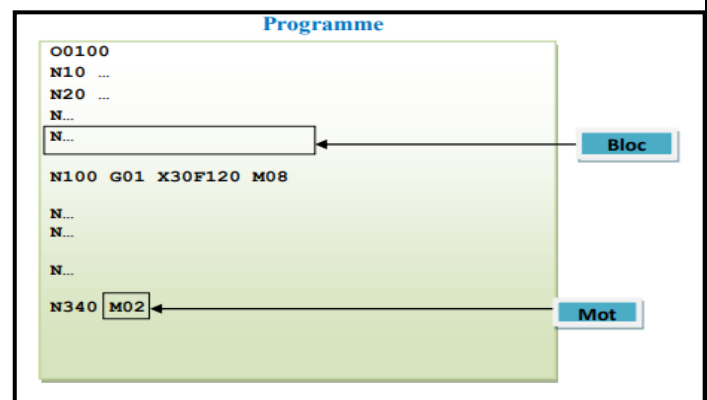 Programme
O0100
N10 …
N20 …
N…
N…
Bloc
N100 G01 X30F120 M08
N…
N…
N…
N340 M02
Mot